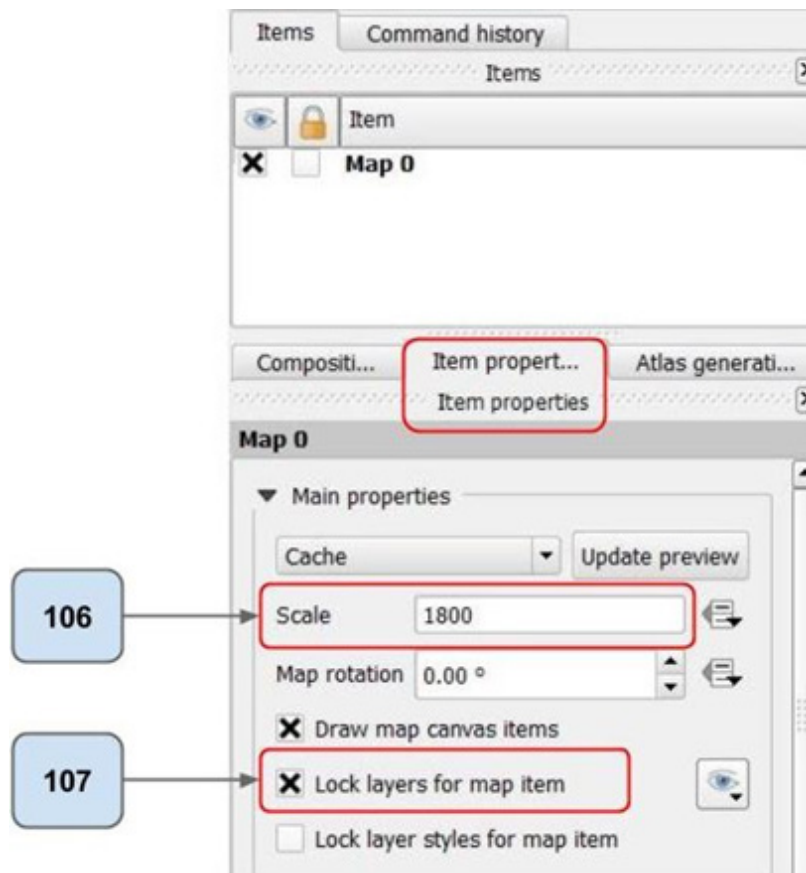 Items Command history
Items
Item
Map 0
Compositi... Item propert... Atlas generati...
Item properties
Map 0
Main properties
Cache Update preview
106 Scale 1800
Map rotation 0.00 °
Draw map canvas items
107 Lock layers for map item
Lock layer styles for map item